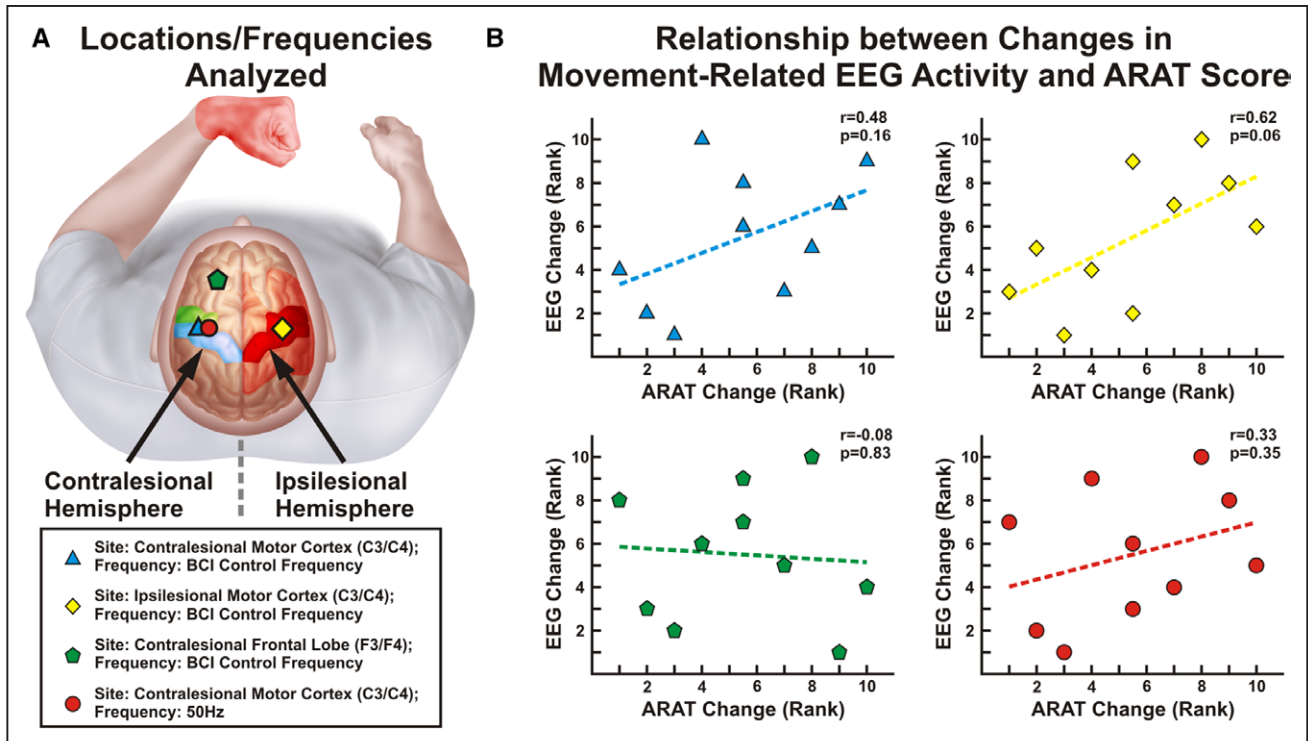 A Locations/Frequencies
Analyzed
Contralesional
Hemisphere
Ipsilesional
Hemisphere
Site: Contralesional Motor Cortex (C3/C4);
Frequency: BCI Control Frequency
Site: Ipsilesional Motor Cortex (C3/C4);
Frequency: BCI Control Frequency
Site: Contralesional Frontal Lobe (F3/F4);
Frequency: BCI Control Frequency
Site: Contralesional Motor Cortex (C3/C4);
Frequency: 50Hz
B Relationship between Changes in
Movement-Related EEG Activity and ARAT Score
r=0.48
p=0.16
EEG Change (Rank)
10
8
6
4
2
2 4 6 8 10
ARAT Change (Rank)
r=0.62
p=0.06
EEG Change (Rank)
10
8
6
4
2
2 4 6 8 10
ARAT Change (Rank)
r=-0.08
p=0.83
EEG Change (Rank)
10
8
6
4
2
2 4 6 8 10
ARAT Change (Rank)
r=0.33
p=0.35
EEG Change (Rank)
10
8
6
4
2
2 4 6 8 10
ARAT Change (Rank)